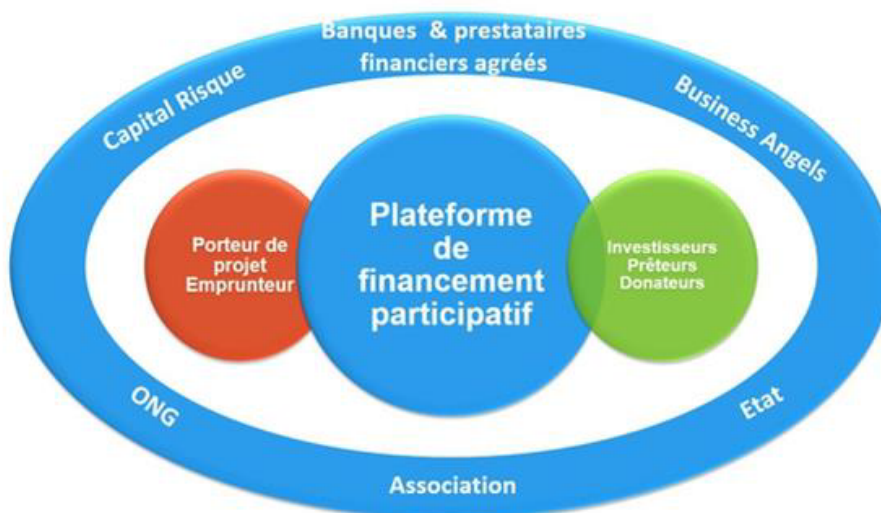 Banques & prestataires
financiers agréés
Capital Risque
Business Angels
Plateforme
de
financement
participatif
Porteur de
projet
Emprunteur
Investisseurs
Prêteurs
Donateurs
ONG
Etat
Association